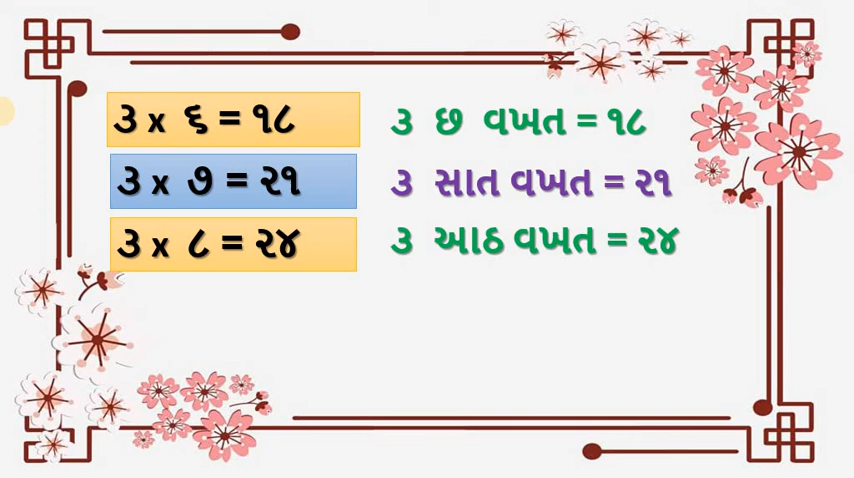 ૩ x ૬ = ૧૮ ૩ છ વખત = ૧૮
૩ x ૭ = ૨૧ ૩ સાત વખત = ૨૧
૩ x ૮ = ૨૪ ૩ આઠ વખત = ૨૪